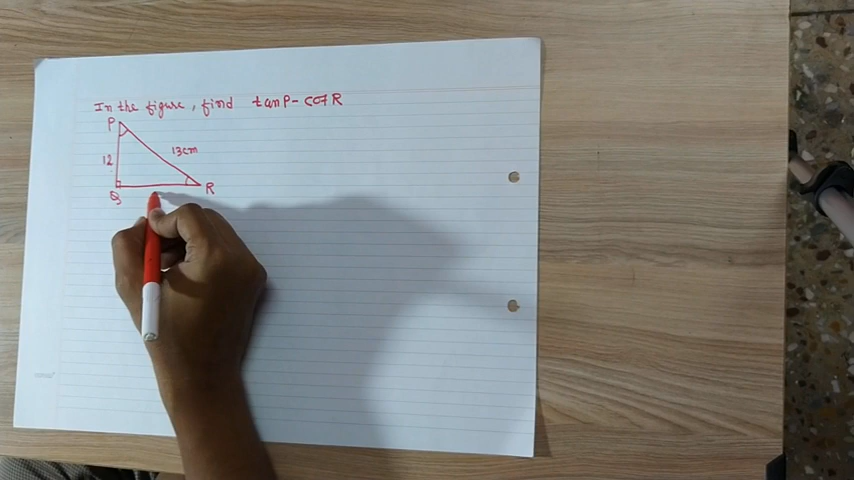 In the figure, find tanP - cotR
P
12
13cm
Q
R